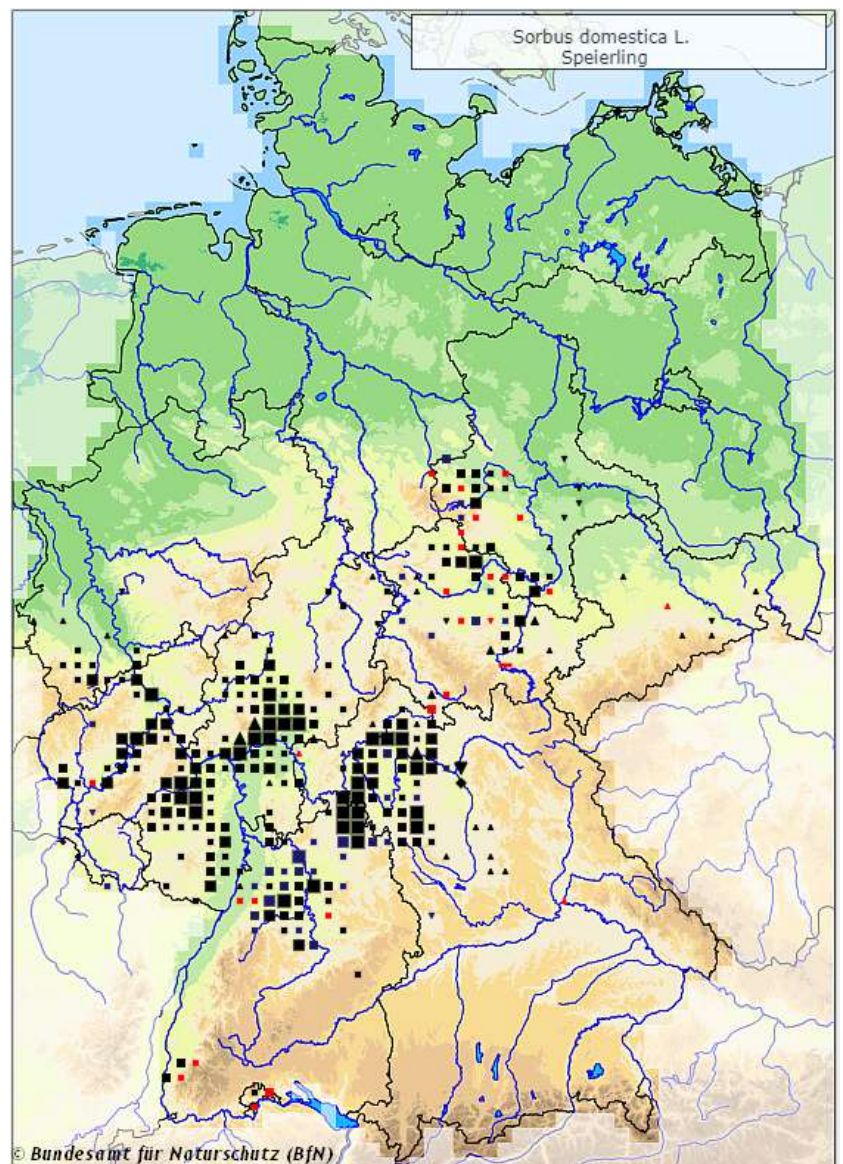 Sorbus domestica L.
Speierling
© Bundesamt für Naturschutz (BfN)